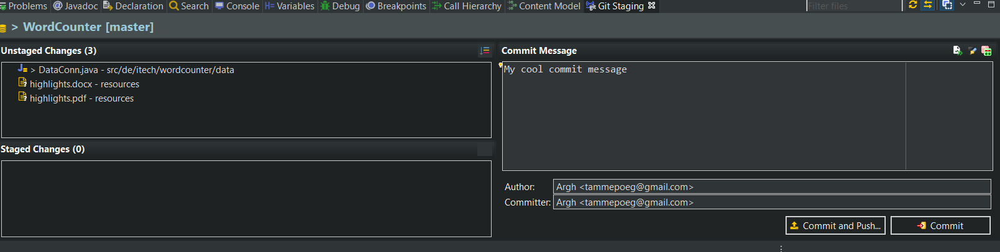 Problems @ Javadoc Declaration Search Console (x)= Variables Debug Breakpoints Call Hierarchy Content Model git Git Staging
Filter files
> WordCounter [master]
Unstaged Changes (3)
> DataConn.java - src/de/itech/wordcounter/data
highlights.docx - resources
highlights.pdf - resources
Staged Changes (0)
Commit Message
My cool commit message
Author: Argh <tammepoeg@gmail.com>
Committer: Argh <tammepoeg@gmail.com>
Commit and Push...
Commit